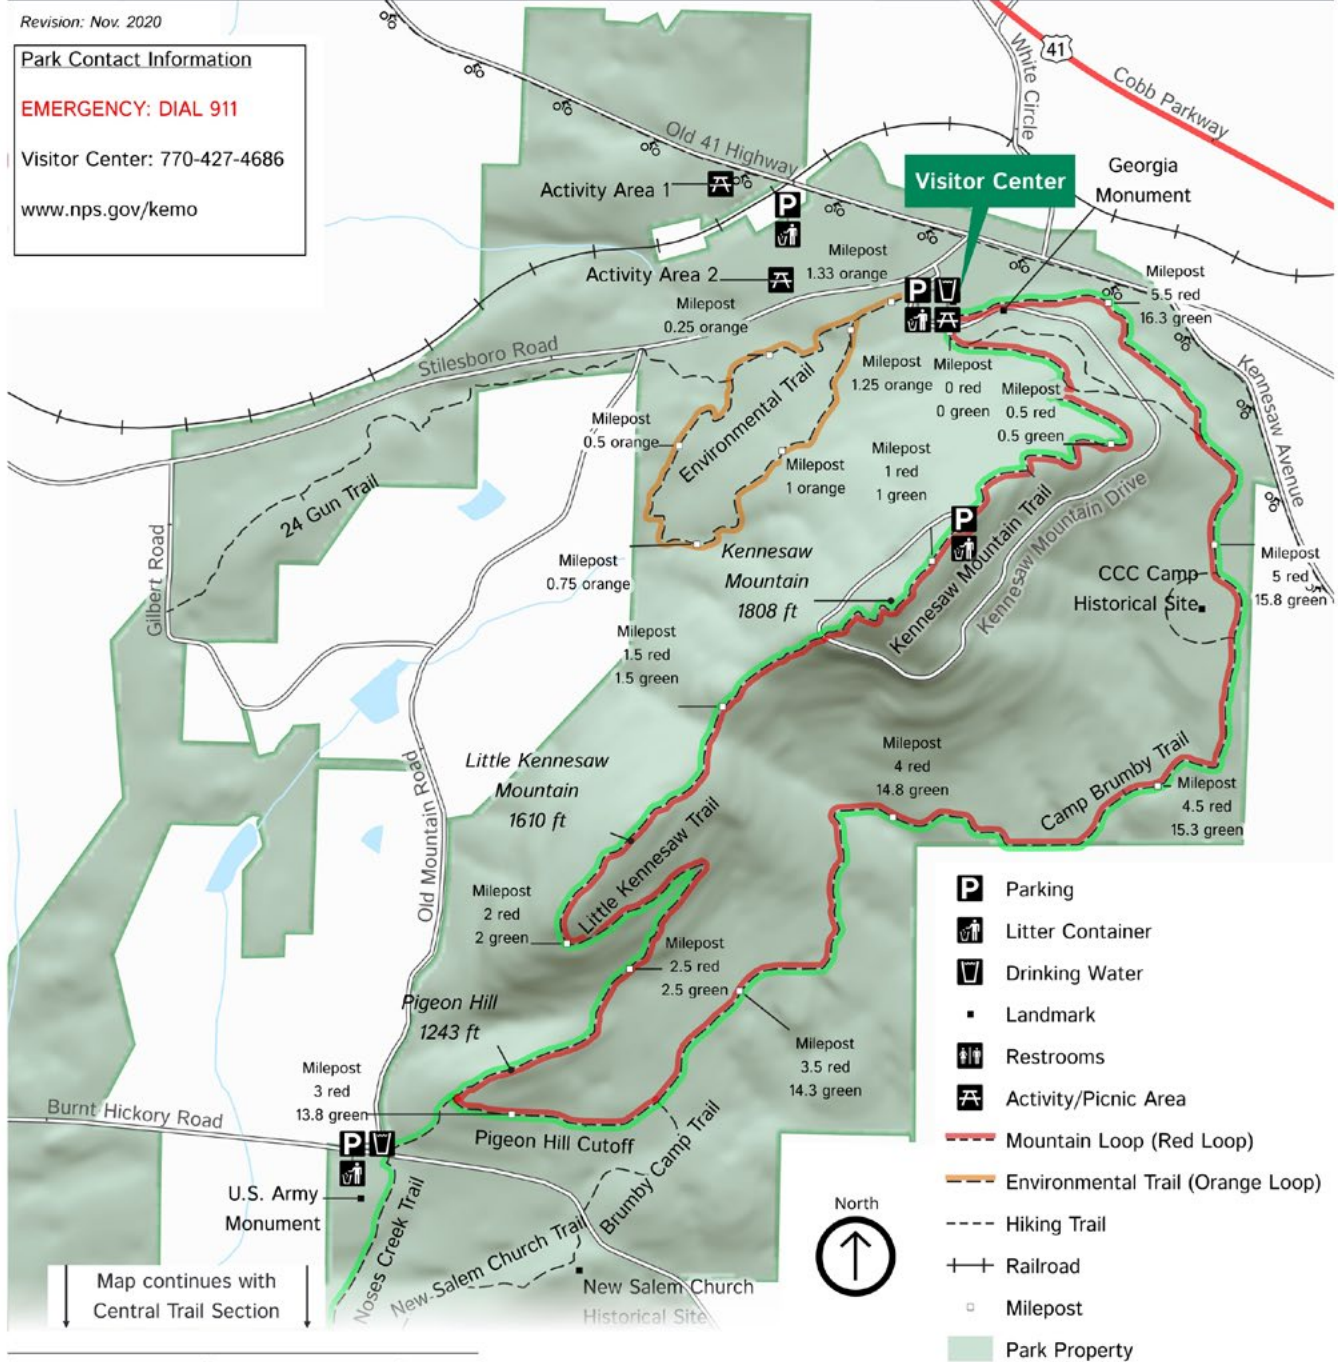 Revision: Nov. 2020
Park Contact Information
EMERGENCY: DIAL 911
Visitor Center: 770-427-4686
www.nps.gov/kemo
41
Cobb Parkway
White Circle
Old 41 Highway
Georgia
Monument
Visitor Center
Activity Area 1
P
Activity Area 2
Milepost
1.33 orange
P
Milepost
5.5 red
16.3 green
Milepost
0.25 orange
Stilesboro Road
Environmental Trail
Milepost
1.25 orange
Milepost
0 red
0 green
Milepost
0.5 red
0.5 green
Kennesaw Avenue
Milepost
0.5 orange
Milepost
1 orange
Milepost
1 red
1 green
24 Gun Trail
Gilbert Road
Milepost
0.75 orange
Kennesaw
Mountain
1808 ft
P
Kennesaw Mountain Trail
Kennesaw Mountain Drive
CCC Camp
Historical Site
Milepost
5 red
15.8 green
Milepost
1.5 red
1.5 green
Little Kennesaw
Mountain
1610 ft
Old Mountain Road
Little Kennesaw Trail
Milepost
4 red
14.8 green
Camp Brumby Trail
Milepost
4.5 red
15.3 green
Milepost
2 red
2 green
Milepost
2.5 red
2.5 green
Pigeon Hill
1243 ft
Milepost
3.5 red
14.3 green
Milepost
3 red
13.8 green
Burnt Hickory Road
P
Pigeon Hill Cutoff
Brumby Camp Trail
U.S. Army
Monument
Noses Creek Trail
New Salem Church Trail
New Salem Church
Historical Site
Map continues with
Central Trail Section
North
P
Parking
Litter Container
Drinking Water
Landmark
Restrooms
Activity/Picnic Area
Mountain Loop (Red Loop)
Environmental Trail (Orange Loop)
Hiking Trail
Railroad
Milepost
Park Property